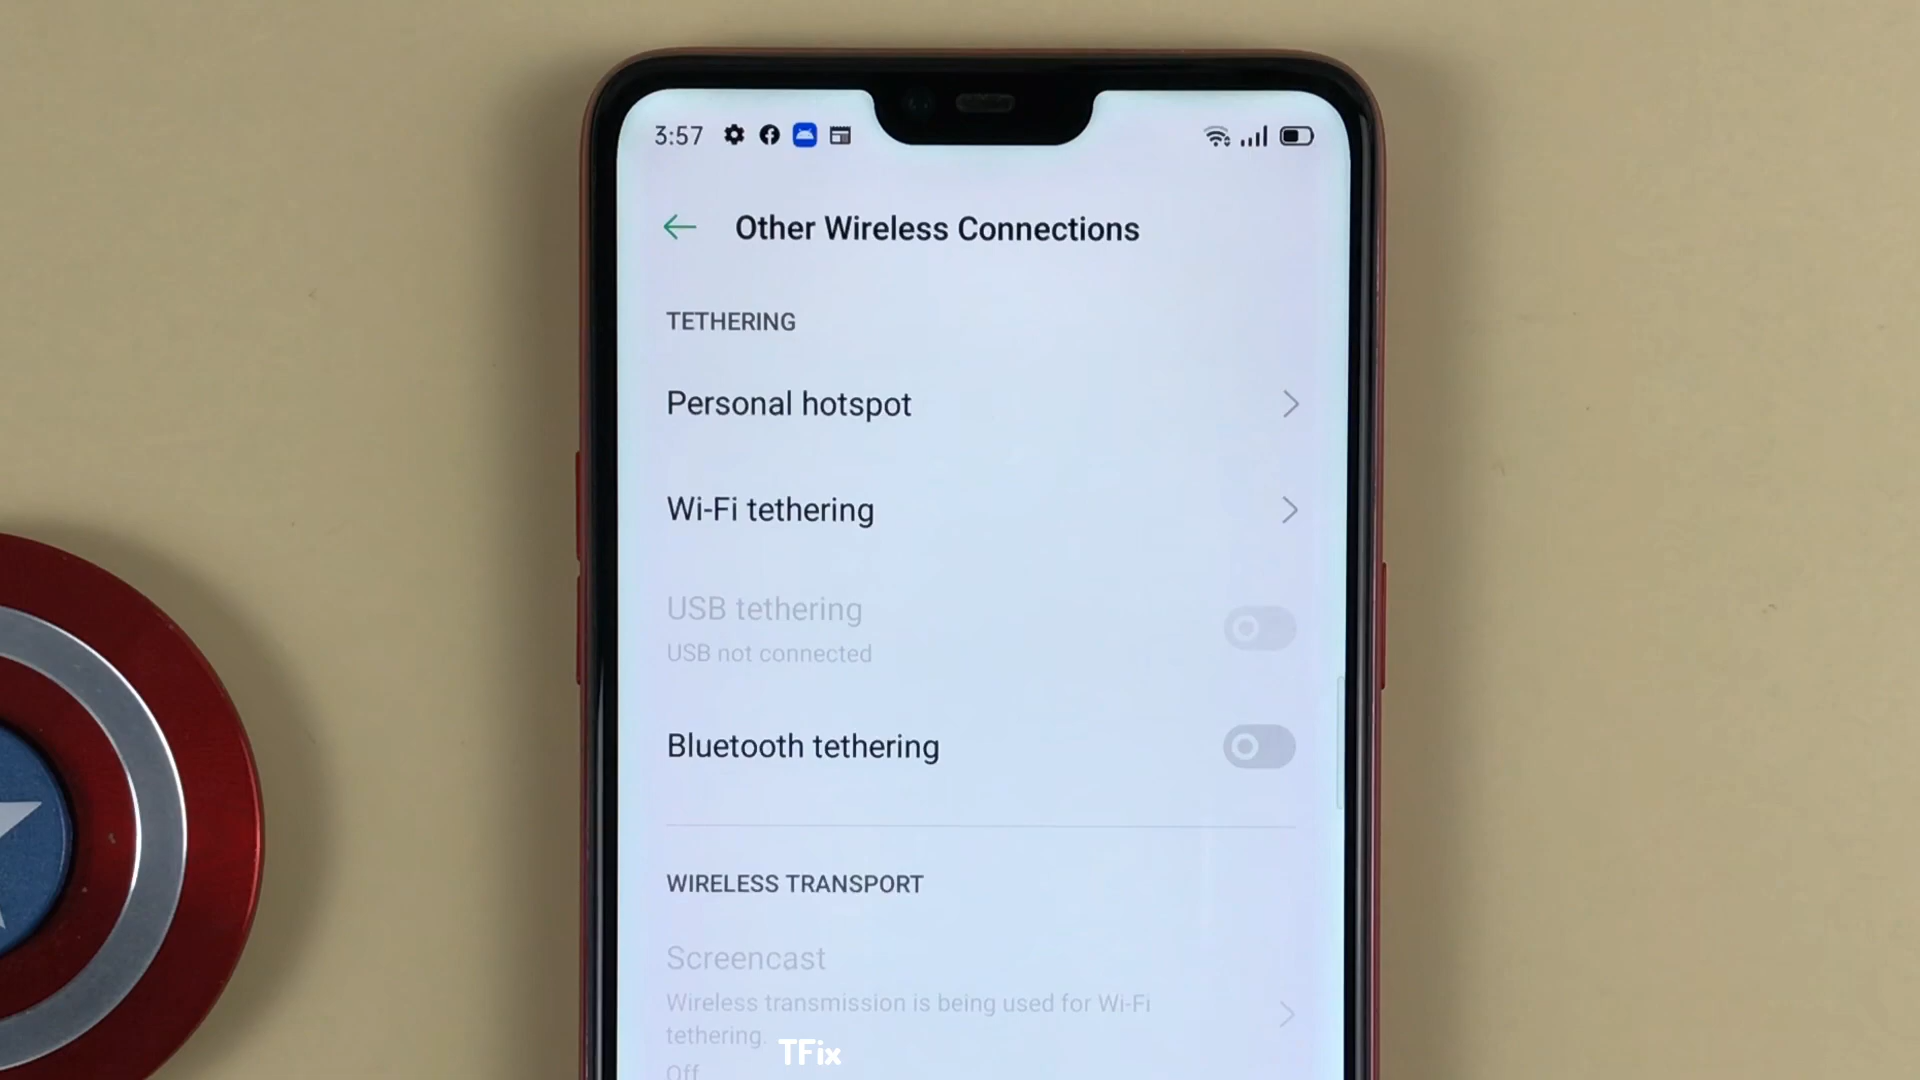 3:57
Other Wireless Connections
TETHERING
Personal hotspot
Wi-Fi tethering
USB tethering
USB not connected
Bluetooth tethering
WIRELESS TRANSPORT
Screencast
Wireless transmission is being used for Wi-Fi
tethering.
Off
TFix